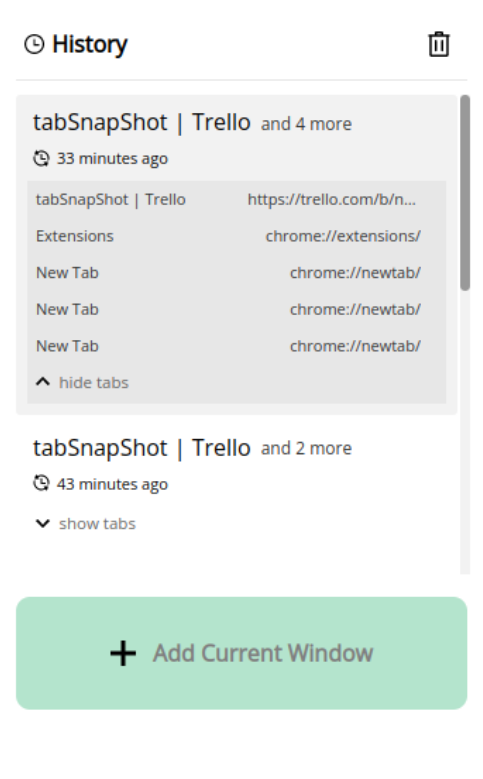 History
tabSnapShot | Trello and 4 more
33 minutes ago
tabSnapShot | Trello https://trello.com/b/n...
Extensions chrome://extensions/
New Tab chrome://newtab/
New Tab chrome://newtab/
New Tab chrome://newtab/
hide tabs
tabSnapShot | Trello and 2 more
43 minutes ago
show tabs
Add Current Window